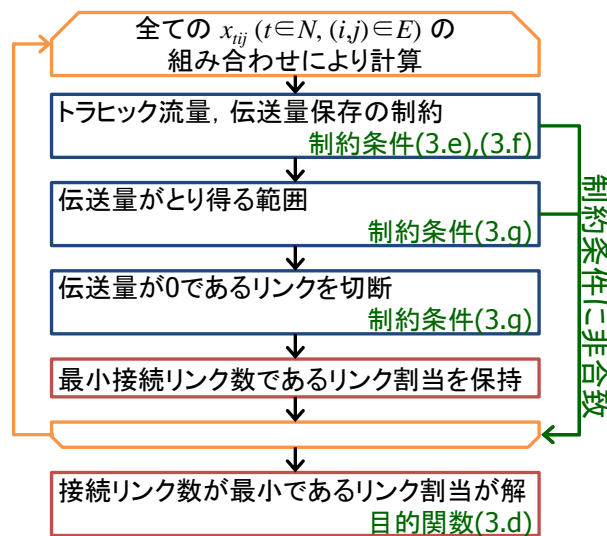 全ての x_{tij} (t∈N, (i,j)∈E) の
組み合わせにより計算
トラヒック流量, 伝送量保存の制約
制約条件(3.e),(3.f)
伝送量がとり得る範囲
制約条件(3.g)
伝送量が0であるリンクを切断
制約条件(3.g)
最小接続リンク数であるリンク割当を保持
接続リンク数が最小であるリンク割当が解
目的関数(3.d)
制約条件に非合致